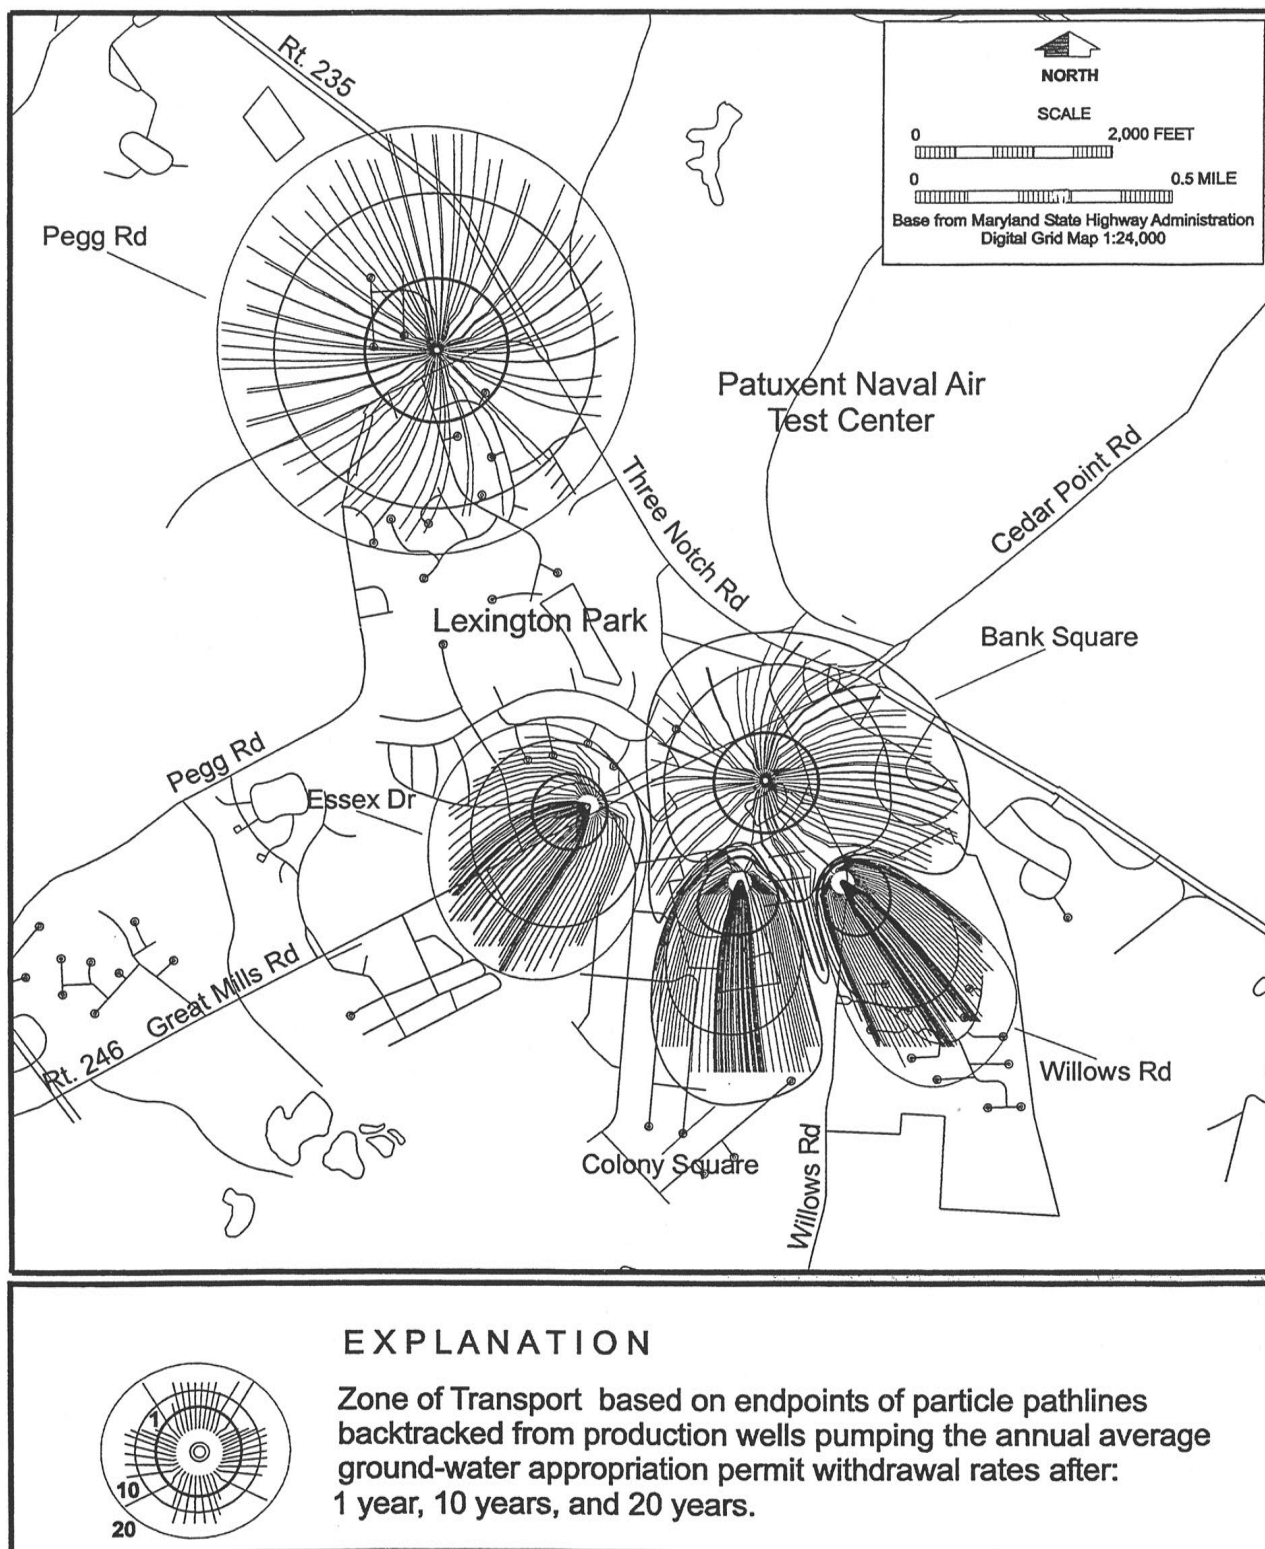 Rt. 235
NORTH
SCALE
0 2,000 FEET
0 0.5 MILE
Base from Maryland State Highway Administration
Digital Grid Map 1:24,000
Pegg Rd
Patuxent Naval Air
Test Center
Three Notch Rd
Cedar Point Rd
Lexington Park
Bank Square
Pegg Rd
Essex Dr
Great Mills Rd
Rt. 246
Willows Rd
Colony Square
Willows Rd
EXPLANATION
Zone of Transport based on endpoints of particle pathlines
backtracked from production wells pumping the annual average
ground-water appropriation permit withdrawal rates after:
1 year, 10 years, and 20 years.
1
10
20